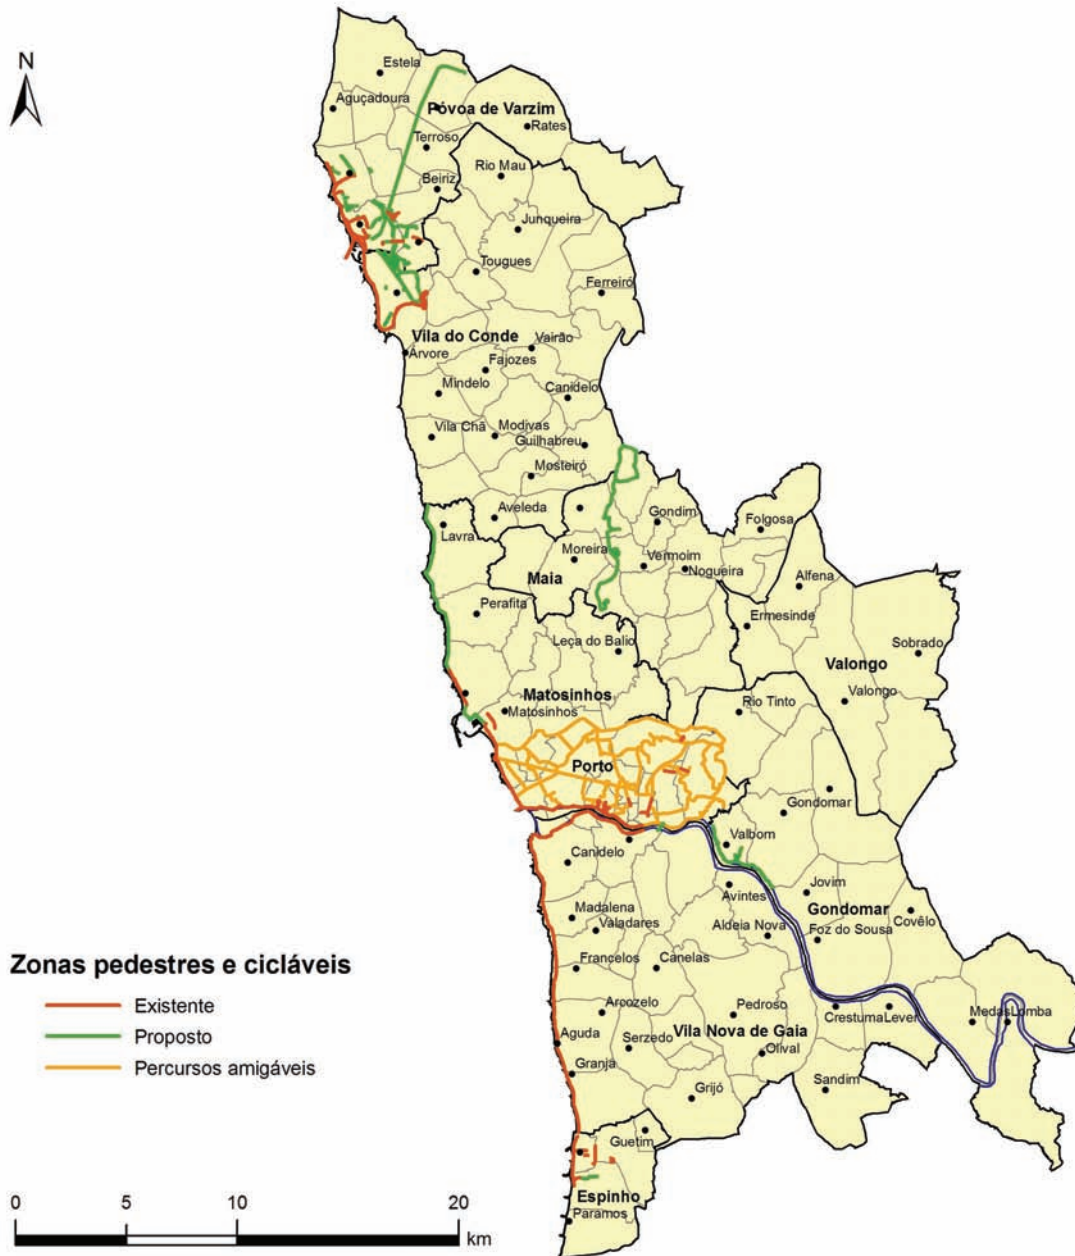 N
Estela
Aguçadoura
Póvoa de Varzim
Rates
Terroso
Rio Mau
Beiriz
Junqueira
Tougues
Ferreiró
Vila do Conde
Vairão
Arvore
Fajozes
Mindelo
Canidelo
Vila Chã
Modivas
Guilhabreu
Mosteiró
Aveleda
Gondim
Folgosa
Lavra
Moreira
Vermoim
Maia
Nogueira
Alfena
Perafita
Ermesinde
Leça do Balio
Sobrado
Valongo
Matosinhos
Rio Tinto
Valongo
Matosinhos
Porto
Gondomar
Valbom
Canidelo
Avintes
Jovim
Gondomar
Covêlo
Madalena
Valadares
Aldeia Nova
Foz do Sousa
Zonas pedestres e cicláveis
Francelos
Canelas
Existente
Arcozelo
Pedroso
Crestuma
Lever
Medas
Lomba
Proposto
Aguda
Serzedo
Vila Nova de Gaia
Olival
Percursos amigáveis
Granja
Grijó
Sandim
Guetim
Espinho
Paramos
0 5 10 20
km